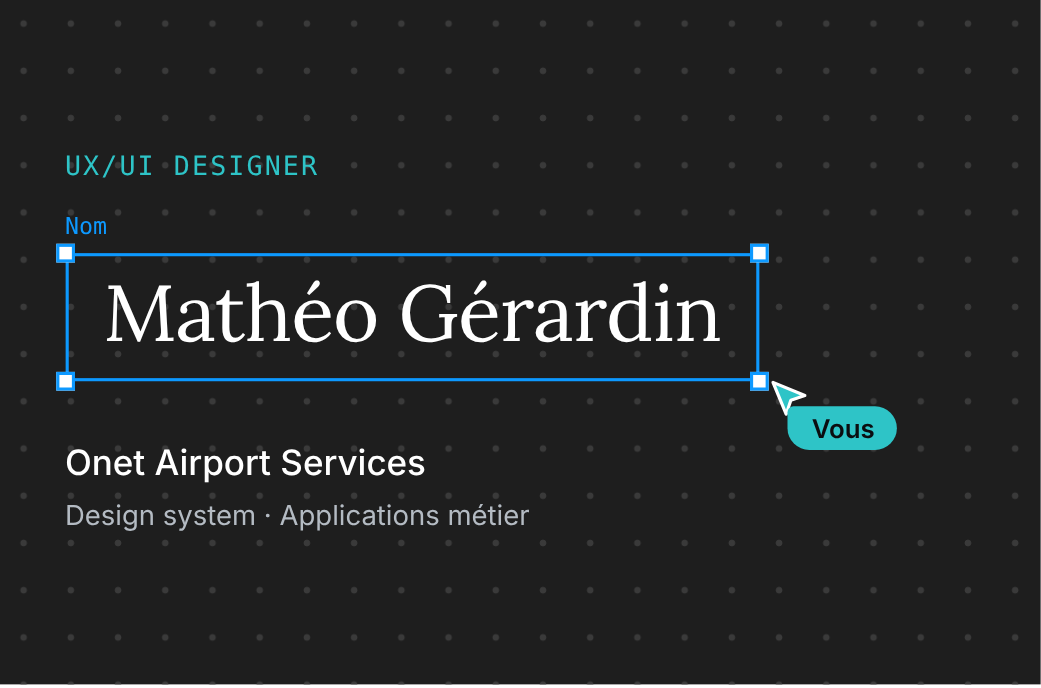 UX/UI DESIGNER
Nom
Mathéo Gérardin
Vous
Onet Airport Services
Design system · Applications métier